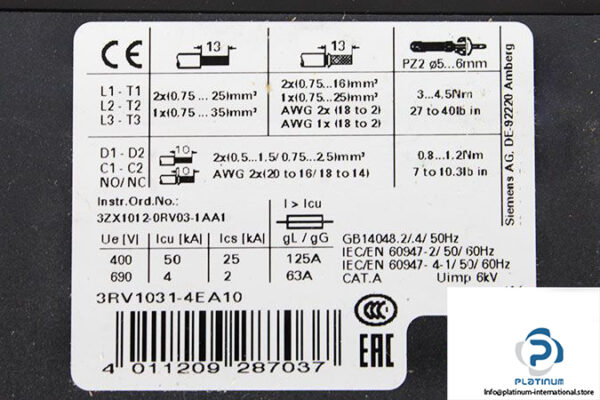 CE
13
13
PZ2 ø5...6mm
L1 - T1
L2 - T2
L3 - T3
2x(0.75 ... 25)mm²
1x(0.75 ... 35)mm²
2x(0.75...16)mm²
1x(0.75...25)mm²
AWG 2x (18 to 2)
AWG 1x (18 to 2)
3...4.5Nm
27 to 40lb in
D1 - D2
C1 - C2
NO/ NC
10
10
2x(0.5...1.5/ 0.75...2.5)mm²
AWG 2x(20 to 16/ 18 to 14)
0.8...1.2Nm
7 to 10.3lb in
Siemens AG, DE-92220 Amberg
Instr.Ord.No.:
3ZX1012-0RV03-1AA1
I > Icu
Ue [V] Icu [kA] Ics [kA] gL / gG
400 50 25 125A
690 4 2 63A
GB14048.2/.4/ 50Hz
IEC/EN 60947-2/ 50/ 60Hz
IEC/EN 60947- 4-1/ 50/ 60Hz
CAT.A Uimp 6kV
3RV1031-4EA10
4 011209 287037
CCC
EAC
PLATINUM
Info@platinum-international.store